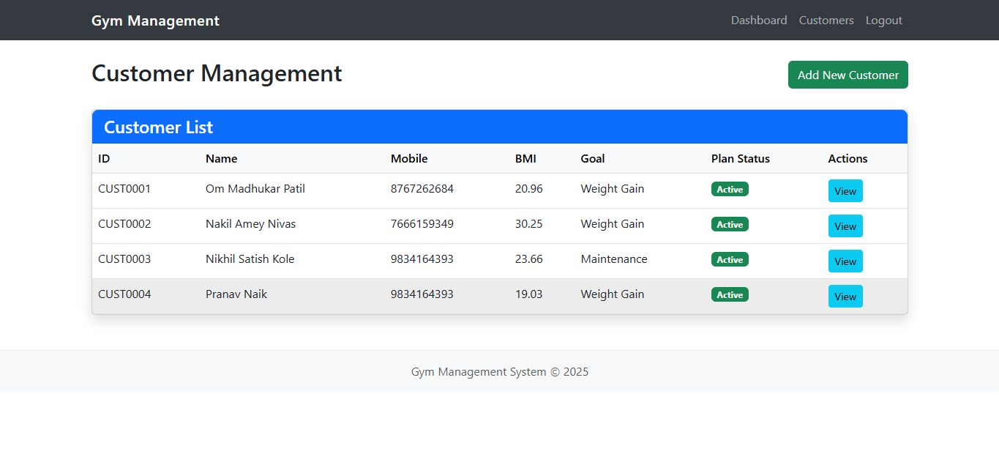 Gym Management Dashboard Customers Logout
Customer Management Add New Customer
Customer List
ID Name Mobile BMI Goal Plan Status Actions
CUST0001 Om Madhukar Patil 8767262684 20.96 Weight Gain Active View
CUST0002 Nakil Amey Nivas 7666159349 30.25 Weight Gain Active View
CUST0003 Nikhil Satish Kole 9834164393 23.66 Maintenance Active View
CUST0004 Pranav Naik 9834164393 19.03 Weight Gain Active View
Gym Management System © 2025